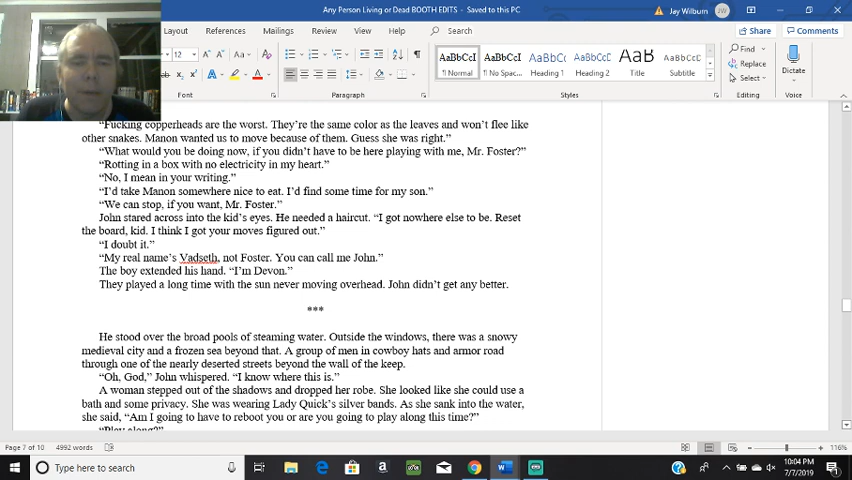 Any Person Living or Dead BOOTH EDITS - Saved to this PC
Jay Wilburn
JW
Layout
References
Mailings
Review
View
Help
Search
Share
Comments
12
AaBbCcI
AaBbCcI
AaBbCcI
AaBbCcI
AaB
AaBbCcI
¶ Normal
¶ No Spac...
Heading 1
Heading 2
Title
Subtitle
Find
Replace
Select
Dictate
Font
Paragraph
Styles
Editing
Voice
“Fucking copperheads are the worst. They’re the same color as the leaves and won’t flee like
other snakes. Manon wanted us to move because of them. Guess she was right.”
“What would you be doing now, if you didn’t have to be here playing with me, Mr. Foster?”
“Rotting in a box with no electricity in my heart.”
“No, I mean in your writing.”
“I’d take Manon somewhere nice to eat. I’d find some time for my son.”
“We can stop, if you want, Mr. Foster.”
John stared across into the kid’s eyes. He needed a haircut. “I got nowhere else to be. Reset
the board, kid. I think I got your moves figured out.”
“I doubt it.”
“My real name’s Vadseth, not Foster. You can call me John.”
The boy extended his hand. “I’m Devon.”
They played a long time with the sun never moving overhead. John didn’t get any better.
***
He stood over the broad pools of steaming water. Outside the windows, there was a snowy
medieval city and a frozen sea beyond that. A group of men in cowboy hats and armor road
through one of the nearly deserted streets beyond the wall of the keep.
“Oh, God,” John whispered. “I know where this is.”
A woman stepped out of the shadows and dropped her robe. She looked like she could use a
bath and some privacy. She was wearing Lady Quick’s silver bands. As she sank into the water,
she said, “Am I going to have to reboot you or are you going to play along this time?”
“Play along?”
Page 7 of 10
4992 words
116%
Type here to search
10:04 PM
7/7/2019